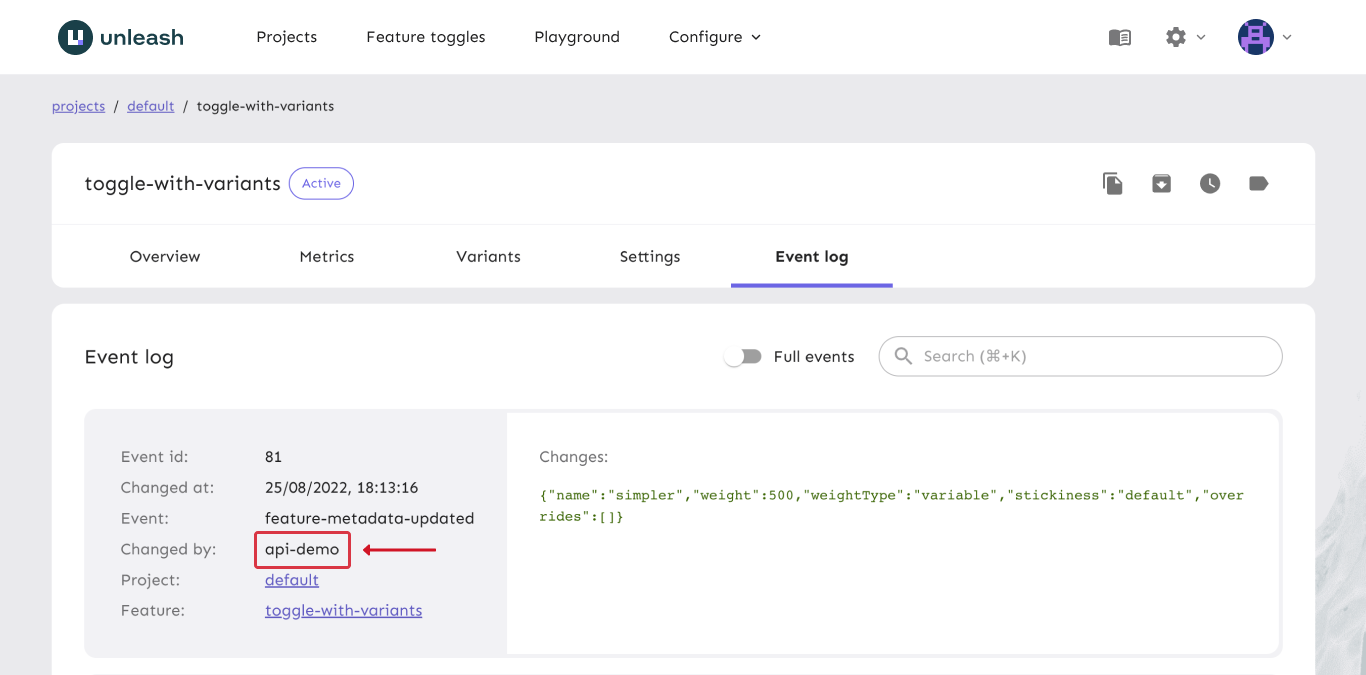 unleash Projects Feature toggles Playground Configure
projects / default / toggle-with-variants
toggle-with-variants Active
Overview Metrics Variants Settings Event log
Event log Full events Search (⌘+K)
Event id: 81
Changed at: 25/08/2022, 18:13:16
Event: feature-metadata-updated
Changed by: api-demo
Project: default
Feature: toggle-with-variants
Changes:
{"name":"simpler","weight":500,"weightType":"variable","stickiness":"default","over
rides":[]}